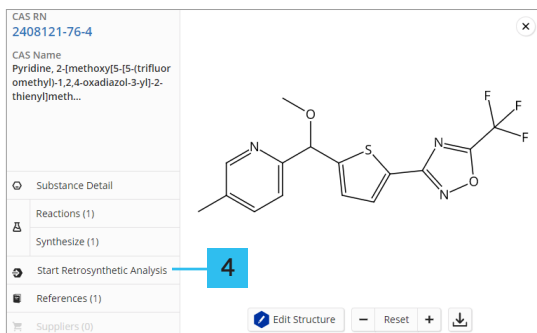 CAS RN
2408121-76-4
CAS Name
Pyridine, 2-[methoxy[5-[5-(trifluor
omethyl)-1,2,4-oxadiazol-3-yl]-2-
thienyl]meth...
Substance Detail
Reactions (1)
Synthesize (1)
Start Retrosynthetic Analysis
4
References (1)
Suppliers (0)
O
N
S
N
N
O
F
F
F
Edit Structure
− Reset +